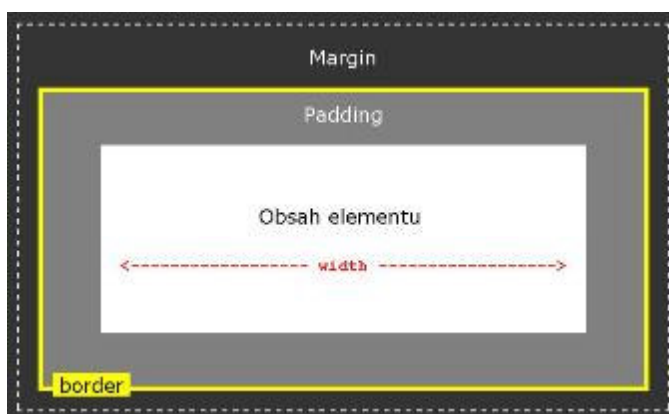 Margin
Padding
Obsah elementu
<---------------- width ---------------->
border